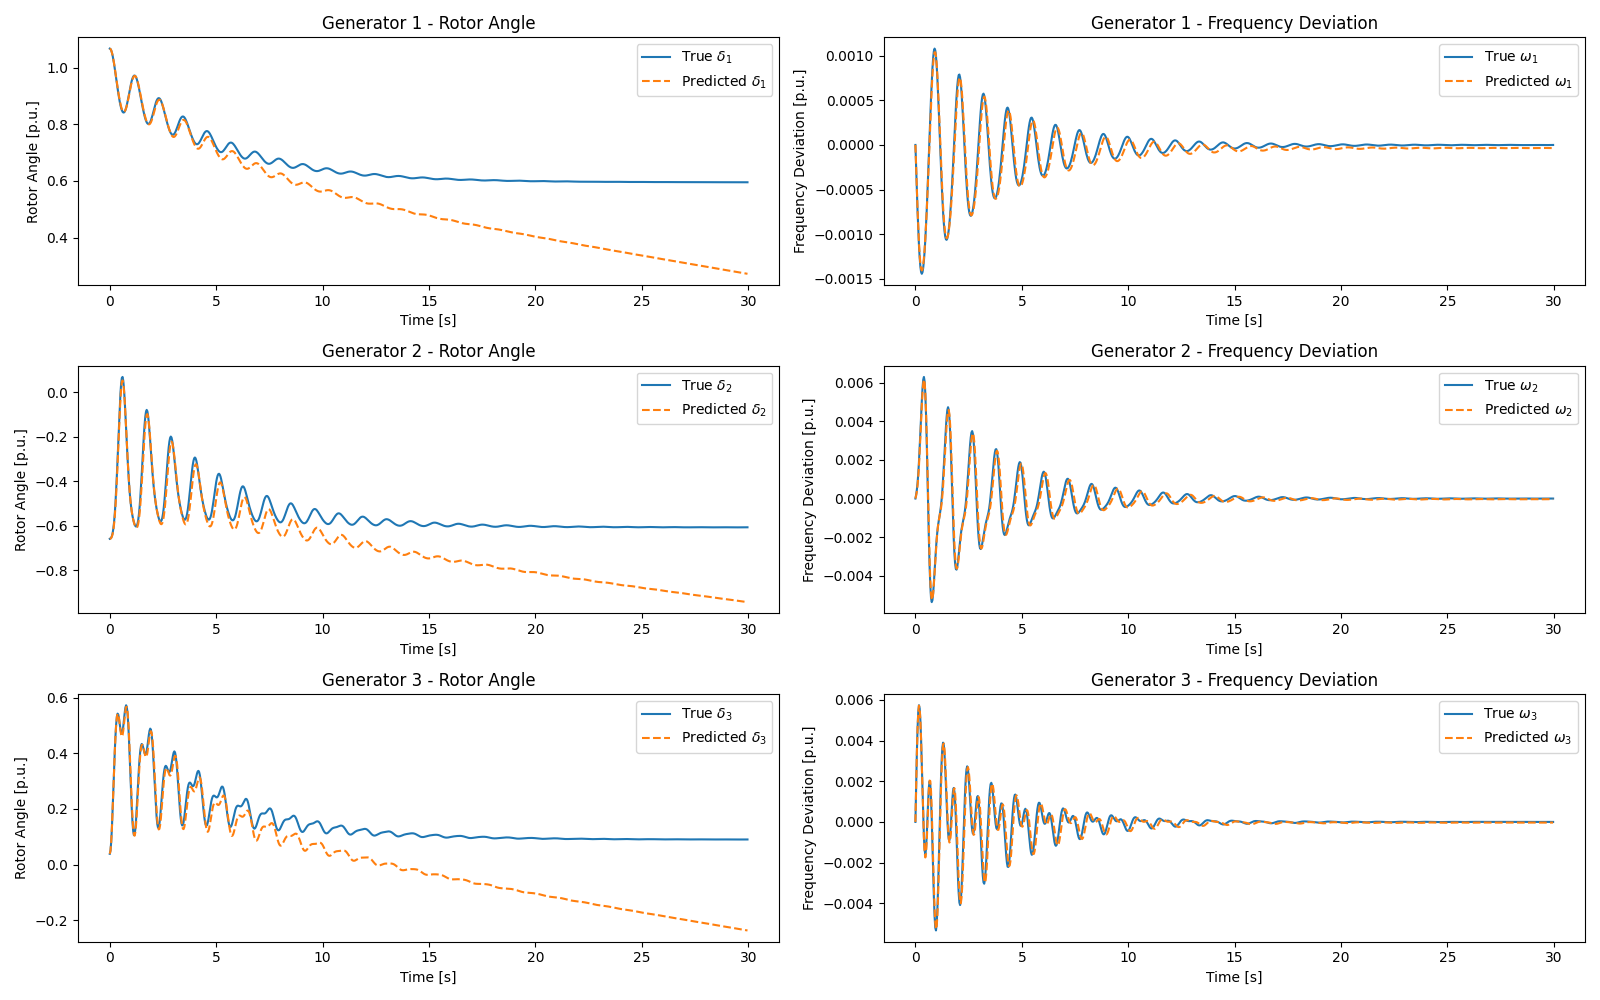 Generator 1 - Rotor Angle
Rotor Angle [p.u.]
1.0
0.8
0.6
0.4
True δ1
Predicted δ1
0 5 10 15 20 25 30
Time [s]
Generator 1 - Frequency Deviation
Frequency Deviation [p.u.]
0.0010
0.0005
0.0000
−0.0005
−0.0010
−0.0015
True ω1
Predicted ω1
0 5 10 15 20 25 30
Time [s]
Generator 2 - Rotor Angle
Rotor Angle [p.u.]
0.0
−0.2
−0.4
−0.6
−0.8
True δ2
Predicted δ2
0 5 10 15 20 25 30
Time [s]
Generator 2 - Frequency Deviation
Frequency Deviation [p.u.]
0.006
0.004
0.002
0.000
−0.002
−0.004
True ω2
Predicted ω2
0 5 10 15 20 25 30
Time [s]
Generator 3 - Rotor Angle
Rotor Angle [p.u.]
0.6
0.4
0.2
0.0
−0.2
True δ3
Predicted δ3
0 5 10 15 20 25 30
Time [s]
Generator 3 - Frequency Deviation
Frequency Deviation [p.u.]
0.006
0.004
0.002
0.000
−0.002
−0.004
True ω3
Predicted ω3
0 5 10 15 20 25 30
Time [s]